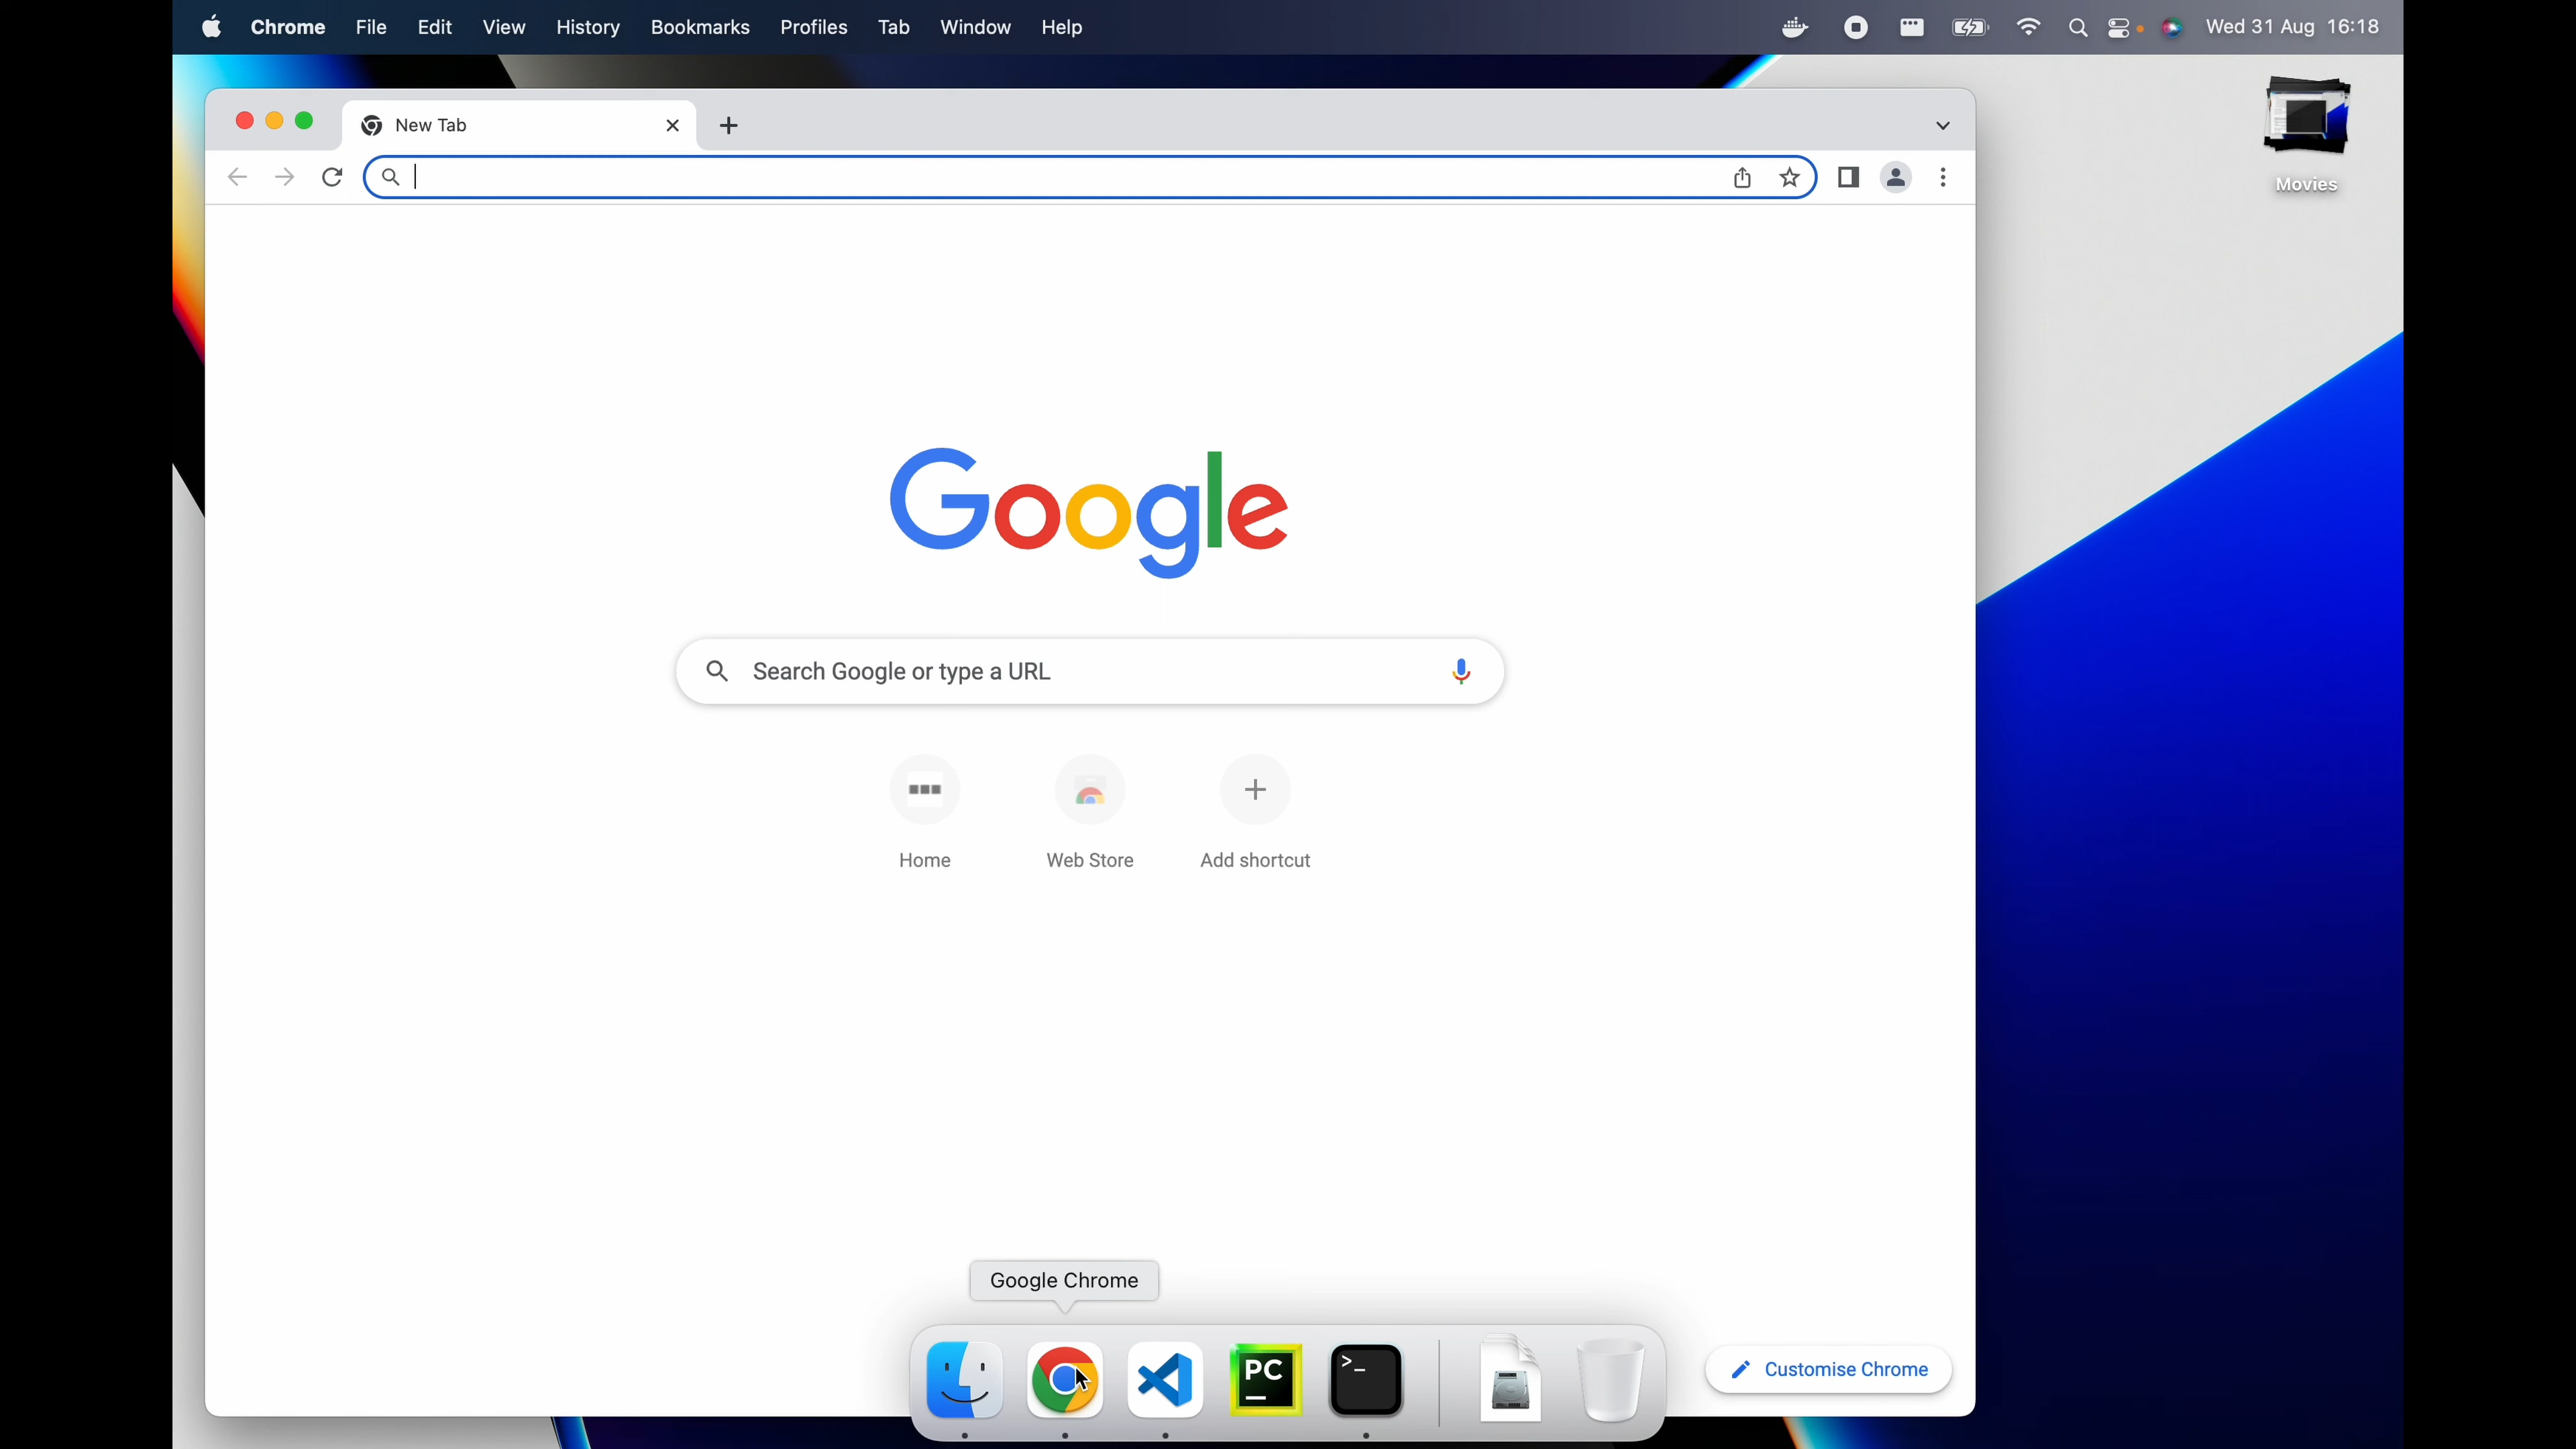 Chrome File Edit View History Bookmarks Profiles Tab Window Help Wed 31 Aug 16:18
New Tab
Movies
Google
Search Google or type a URL
Home Web Store Add shortcut
Google Chrome
PC
>_
Customise Chrome